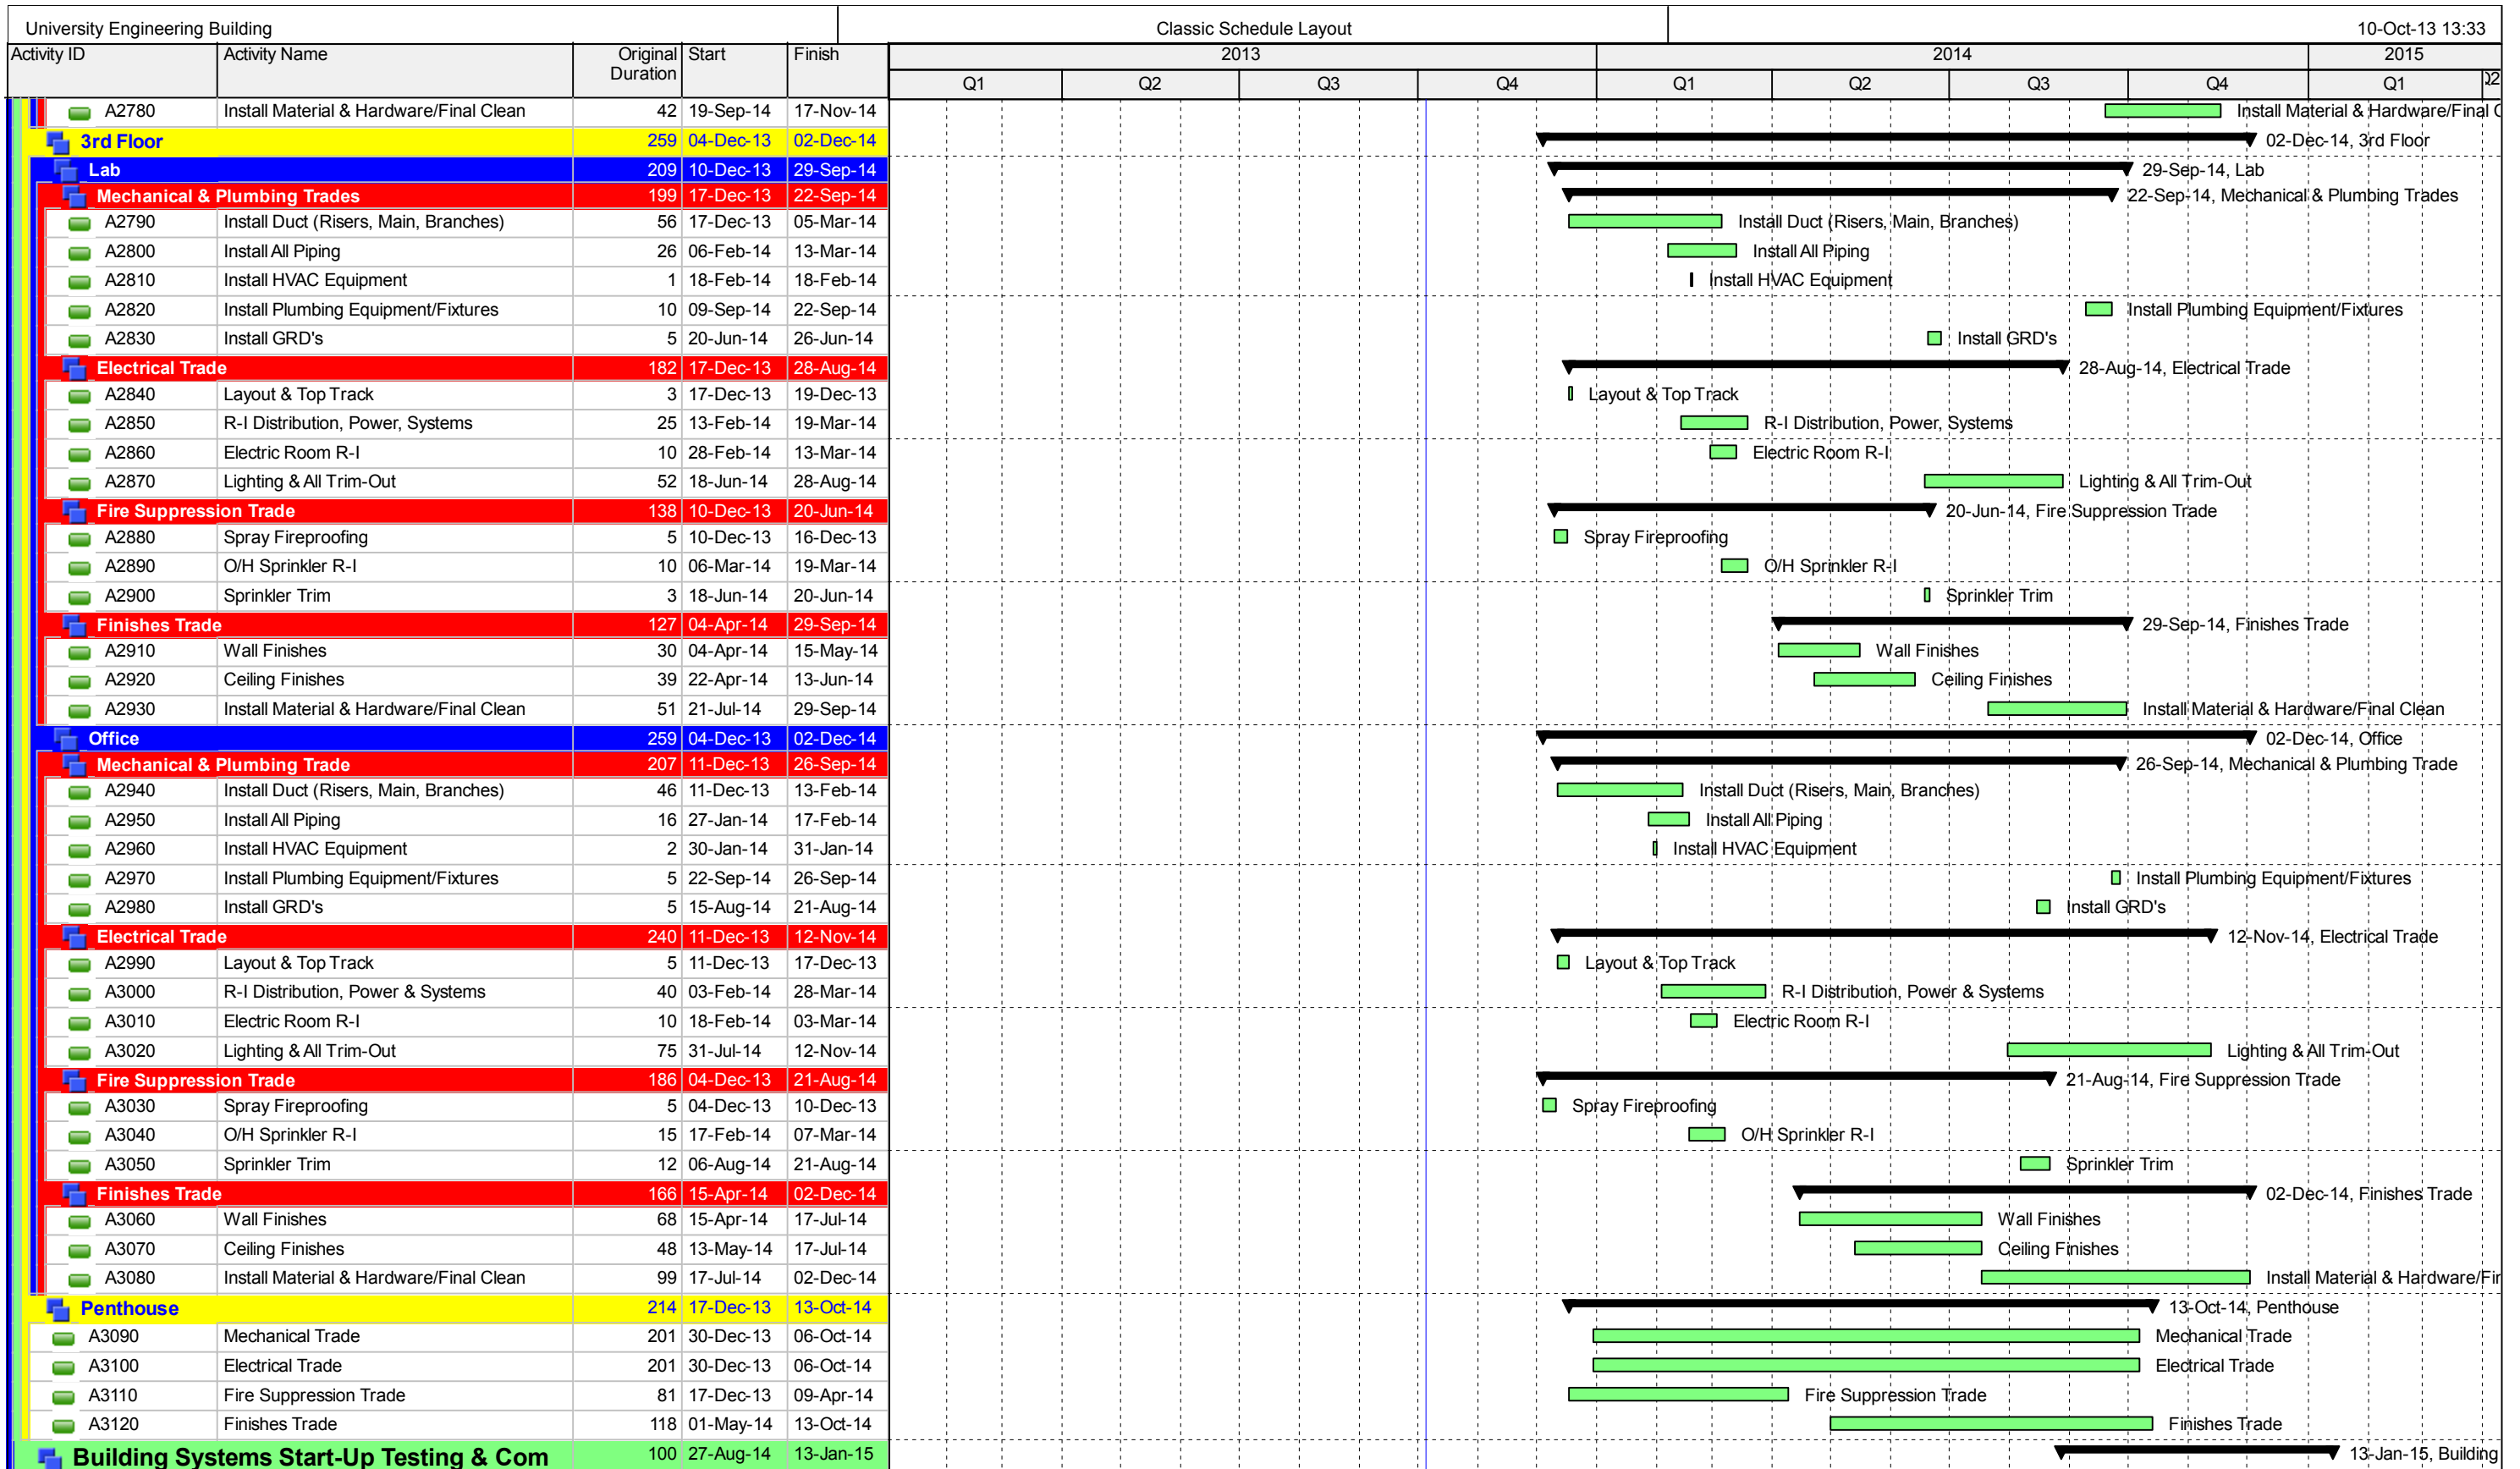 University Engineering Building Classic Schedule Layout 10-Oct-13 13:33
Activity ID Activity Name Original Duration Start Finish 2013 2014 2015
Q1 Q2 Q3 Q4 Q1 Q2 Q3 Q4 Q1 Q2
A2780 Install Material & Hardware/Final Clean 42 19-Sep-14 17-Nov-14 Install Material & Hardware/Final C
3rd Floor 259 04-Dec-13 02-Dec-14 02-Dec-14, 3rd Floor
Lab 209 10-Dec-13 29-Sep-14 29-Sep-14, Lab
Mechanical & Plumbing Trades 199 17-Dec-13 22-Sep-14 22-Sep-14, Mechanical & Plumbing Trades
A2790 Install Duct (Risers, Main, Branches) 56 17-Dec-13 05-Mar-14 Install Duct (Risers, Main, Branches)
A2800 Install All Piping 26 06-Feb-14 13-Mar-14 Install All Piping
A2810 Install HVAC Equipment 1 18-Feb-14 18-Feb-14 Install HVAC Equipment
A2820 Install Plumbing Equipment/Fixtures 10 09-Sep-14 22-Sep-14 Install Plumbing Equipment/Fixtures
A2830 Install GRD's 5 20-Jun-14 26-Jun-14 Install GRD's
Electrical Trade 182 17-Dec-13 28-Aug-14 28-Aug-14, Electrical Trade
A2840 Layout & Top Track 3 17-Dec-13 19-Dec-13 Layout & Top Track
A2850 R-I Distribution, Power, Systems 25 13-Feb-14 19-Mar-14 R-I Distribution, Power, Systems
A2860 Electric Room R-I 10 28-Feb-14 13-Mar-14 Electric Room R-I
A2870 Lighting & All Trim-Out 52 18-Jun-14 28-Aug-14 Lighting & All Trim-Out
Fire Suppression Trade 138 10-Dec-13 20-Jun-14 20-Jun-14, Fire Suppression Trade
A2880 Spray Fireproofing 5 10-Dec-13 16-Dec-13 Spray Fireproofing
A2890 O/H Sprinkler R-I 10 06-Mar-14 19-Mar-14 O/H Sprinkler R-I
A2900 Sprinkler Trim 3 18-Jun-14 20-Jun-14 Sprinkler Trim
Finishes Trade 127 04-Apr-14 29-Sep-14 29-Sep-14, Finishes Trade
A2910 Wall Finishes 30 04-Apr-14 15-May-14 Wall Finishes
A2920 Ceiling Finishes 39 22-Apr-14 13-Jun-14 Ceiling Finishes
A2930 Install Material & Hardware/Final Clean 51 21-Jul-14 29-Sep-14 Install Material & Hardware/Final Clean
Office 259 04-Dec-13 02-Dec-14 02-Dec-14, Office
Mechanical & Plumbing Trade 207 11-Dec-13 26-Sep-14 26-Sep-14, Mechanical & Plumbing Trade
A2940 Install Duct (Risers, Main, Branches) 46 11-Dec-13 13-Feb-14 Install Duct (Risers, Main, Branches)
A2950 Install All Piping 16 27-Jan-14 17-Feb-14 Install All Piping
A2960 Install HVAC Equipment 2 30-Jan-14 31-Jan-14 Install HVAC Equipment
A2970 Install Plumbing Equipment/Fixtures 5 22-Sep-14 26-Sep-14 Install Plumbing Equipment/Fixtures
A2980 Install GRD's 5 15-Aug-14 21-Aug-14 Install GRD's
Electrical Trade 240 11-Dec-13 12-Nov-14 12-Nov-14, Electrical Trade
A2990 Layout & Top Track 5 11-Dec-13 17-Dec-13 Layout & Top Track
A3000 R-I Distribution, Power & Systems 40 03-Feb-14 28-Mar-14 R-I Distribution, Power & Systems
A3010 Electric Room R-I 10 18-Feb-14 03-Mar-14 Electric Room R-I
A3020 Lighting & All Trim-Out 75 31-Jul-14 12-Nov-14 Lighting & All Trim-Out
Fire Suppression Trade 186 04-Dec-13 21-Aug-14 21-Aug-14, Fire Suppression Trade
A3030 Spray Fireproofing 5 04-Dec-13 10-Dec-13 Spray Fireproofing
A3040 O/H Sprinkler R-I 15 17-Feb-14 07-Mar-14 O/H Sprinkler R-I
A3050 Sprinkler Trim 12 06-Aug-14 21-Aug-14 Sprinkler Trim
Finishes Trade 166 15-Apr-14 02-Dec-14 02-Dec-14, Finishes Trade
A3060 Wall Finishes 68 15-Apr-14 17-Jul-14 Wall Finishes
A3070 Ceiling Finishes 48 13-May-14 17-Jul-14 Ceiling Finishes
A3080 Install Material & Hardware/Final Clean 99 17-Jul-14 02-Dec-14 Install Material & Hardware/Fin
Penthouse 214 17-Dec-13 13-Oct-14 13-Oct-14, Penthouse
A3090 Mechanical Trade 201 30-Dec-13 06-Oct-14 Mechanical Trade
A3100 Electrical Trade 201 30-Dec-13 06-Oct-14 Electrical Trade
A3110 Fire Suppression Trade 81 17-Dec-13 09-Apr-14 Fire Suppression Trade
A3120 Finishes Trade 118 01-May-14 13-Oct-14 Finishes Trade
Building Systems Start-Up Testing & Com 100 27-Aug-14 13-Jan-15 13-Jan-15, Building